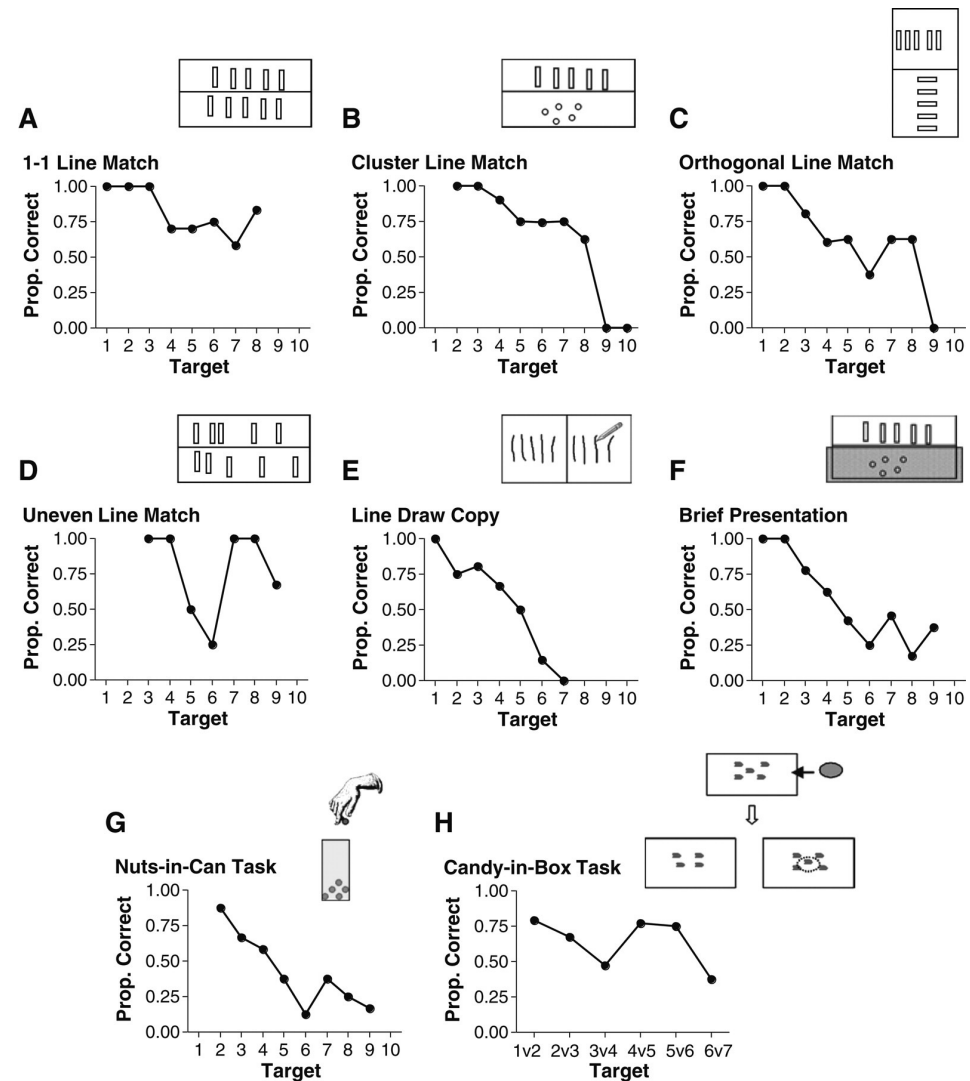 A
B
C
1-1 Line Match
Cluster Line Match
Orthogonal Line Match
Prop. Correct
1.00
0.75
0.50
0.25
0.00
1 2 3 4 5 6 7 8 9 10
Target
Prop. Correct
1.00
0.75
0.50
0.25
0.00
1 2 3 4 5 6 7 8 9 10
Target
Prop. Correct
1.00
0.75
0.50
0.25
0.00
1 2 3 4 5 6 7 8 9 10
Target
D
E
F
Uneven Line Match
Line Draw Copy
Brief Presentation
Prop. Correct
1.00
0.75
0.50
0.25
0.00
1 2 3 4 5 6 7 8 9 10
Target
Prop. Correct
1.00
0.75
0.50
0.25
0.00
1 2 3 4 5 6 7 8 9 10
Target
Prop. Correct
1.00
0.75
0.50
0.25
0.00
1 2 3 4 5 6 7 8 9 10
Target
G
H
Nuts-in-Can Task
Candy-in-Box Task
Prop. Correct
1.00
0.75
0.50
0.25
0.00
1 2 3 4 5 6 7 8 9 10
Target
Prop. Correct
1.00
0.75
0.50
0.25
0.00
1v2 2v3 3v4 4v5 5v6 6v7
Target